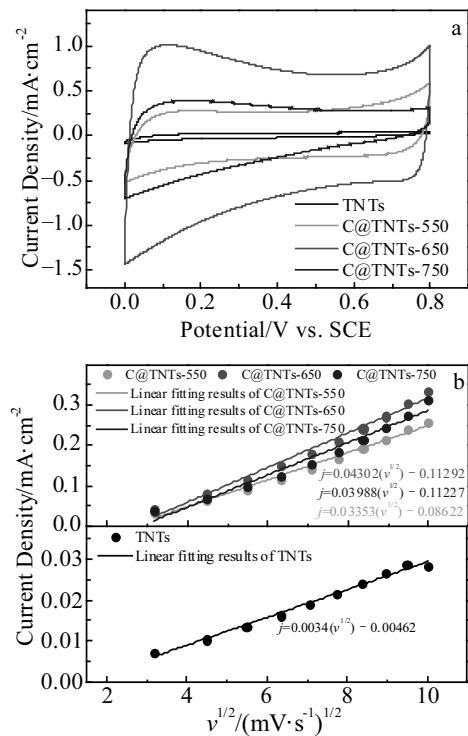 a
1.0
0.5
0.0
−0.5
−1.0
−1.5
Current Density/mA·cm⁻²
TNTs
C@TNTs-550
C@TNTs-650
C@TNTs-750
0.0 0.2 0.4 0.6 0.8
Potential/V vs. SCE
b
C@TNTs-550 C@TNTs-650 C@TNTs-750
Linear fitting results of C@TNTs-550
Linear fitting results of C@TNTs-650
Linear fitting results of C@TNTs-750
0.3
0.2
0.1
0.0
Current Density/mA·cm⁻²
j=0.04302(v^1/2) − 0.11292
j=0.03988(v^1/2) − 0.11227
j=0.03353(v^1/2) − 0.08622
TNTs
Linear fitting results of TNTs
0.03
0.02
0.01
0.00
j=0.0034(v^1/2) − 0.00462
2 4 6 8 10
v^1/2/(mV·s⁻¹)^1/2